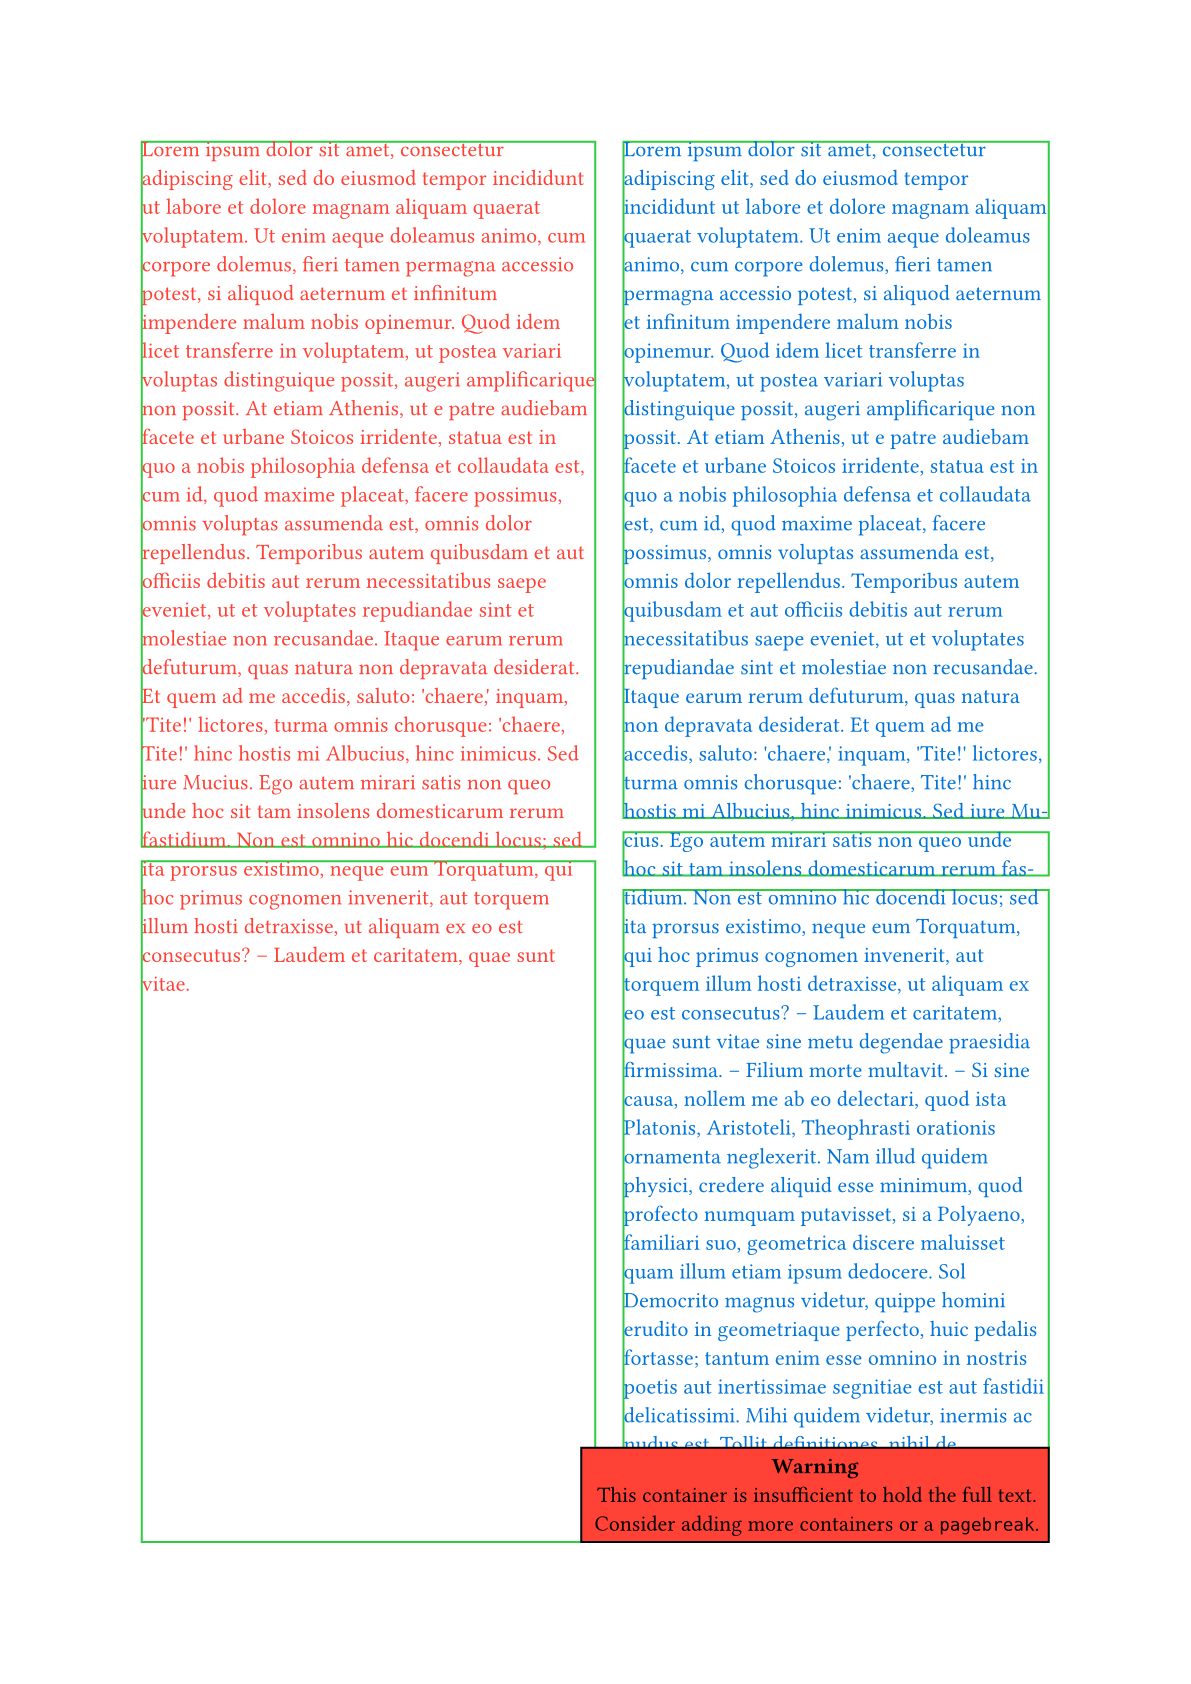 Lorem ipsum dolor sit amet, consectetur
adipiscing elit, sed do eiusmod tempor incididunt
ut labore et dolore magnam aliquam quaerat
voluptatem. Ut enim aeque doleamus animo, cum
corpore dolemus, fieri tamen permagna accessio
potest, si aliquod aeternum et infinitum
impendere malum nobis opinemur. Quod idem
licet transferre in voluptatem, ut postea variari
voluptas distinguique possit, augeri amplificarique
non possit. At etiam Athenis, ut e patre audiebam
facete et urbane Stoicos irridente, statua est in
quo a nobis philosophia defensa et collaudata est,
cum id, quod maxime placeat, facere possimus,
omnis voluptas assumenda est, omnis dolor
repellendus. Temporibus autem quibusdam et aut
officiis debitis aut rerum necessitatibus saepe
eveniet, ut et voluptates repudiandae sint et
molestiae non recusandae. Itaque earum rerum
defuturum, quas natura non depravata desiderat.
Et quem ad me accedis, saluto: 'chaere,' inquam,
'Tite!' lictores, turma omnis chorusque: 'chaere,
Tite!' hinc hostis mi Albucius, hinc inimicus. Sed
iure Mucius. Ego autem mirari satis non queo
unde hoc sit tam insolens domesticarum rerum
fastidium. Non est omnino hic docendi locus; sed
ita prorsus existimo, neque eum Torquatum, qui
hoc primus cognomen invenerit, aut torquem
illum hosti detraxisse, ut aliquam ex eo est
consecutus? – Laudem et caritatem, quae sunt
vitae.
Lorem ipsum dolor sit amet, consectetur
adipiscing elit, sed do eiusmod tempor
incididunt ut labore et dolore magnam aliquam
quaerat voluptatem. Ut enim aeque doleamus
animo, cum corpore dolemus, fieri tamen
permagna accessio potest, si aliquod aeternum
et infinitum impendere malum nobis
opinemur. Quod idem licet transferre in
voluptatem, ut postea variari voluptas
distinguique possit, augeri amplificarique non
possit. At etiam Athenis, ut e patre audiebam
facete et urbane Stoicos irridente, statua est in
quo a nobis philosophia defensa et collaudata
est, cum id, quod maxime placeat, facere
possimus, omnis voluptas assumenda est,
omnis dolor repellendus. Temporibus autem
quibusdam et aut officiis debitis aut rerum
necessitatibus saepe eveniet, ut et voluptates
repudiandae sint et molestiae non recusandae.
Itaque earum rerum defuturum, quas natura
non depravata desiderat. Et quem ad me
accedis, saluto: 'chaere,' inquam, 'Tite!' lictores,
turma omnis chorusque: 'chaere, Tite!' hinc
hostis mi Albucius, hinc inimicus. Sed iure Mu-
cius. Ego autem mirari satis non queo unde
hoc sit tam insolens domesticarum rerum fas-
tidium. Non est omnino hic docendi locus; sed
ita prorsus existimo, neque eum Torquatum,
qui hoc primus cognomen invenerit, aut
torquem illum hosti detraxisse, ut aliquam ex
eo est consecutus? – Laudem et caritatem,
quae sunt vitae sine metu degendae praesidia
firmissima. – Filium morte multavit. – Si sine
causa, nollem me ab eo delectari, quod ista
Platonis, Aristoteli, Theophrasti orationis
ornamenta neglexerit. Nam illud quidem
physici, credere aliquid esse minimum, quod
profecto numquam putavisset, si a Polyaeno,
familiari suo, geometrica discere maluisset
quam illum etiam ipsum dedocere. Sol
Democrito magnus videtur, quippe homini
erudito in geometriaque perfecto, huic pedalis
fortasse; tantum enim esse omnino in nostris
poetis aut inertissimae segnitiae est aut fastidii
delicatissimi. Mihi quidem videtur, inermis ac
nudus est. Tollit definitiones, nihil de
Warning
This container is insufficient to hold the full text.
Consider adding more containers or a pagebreak.